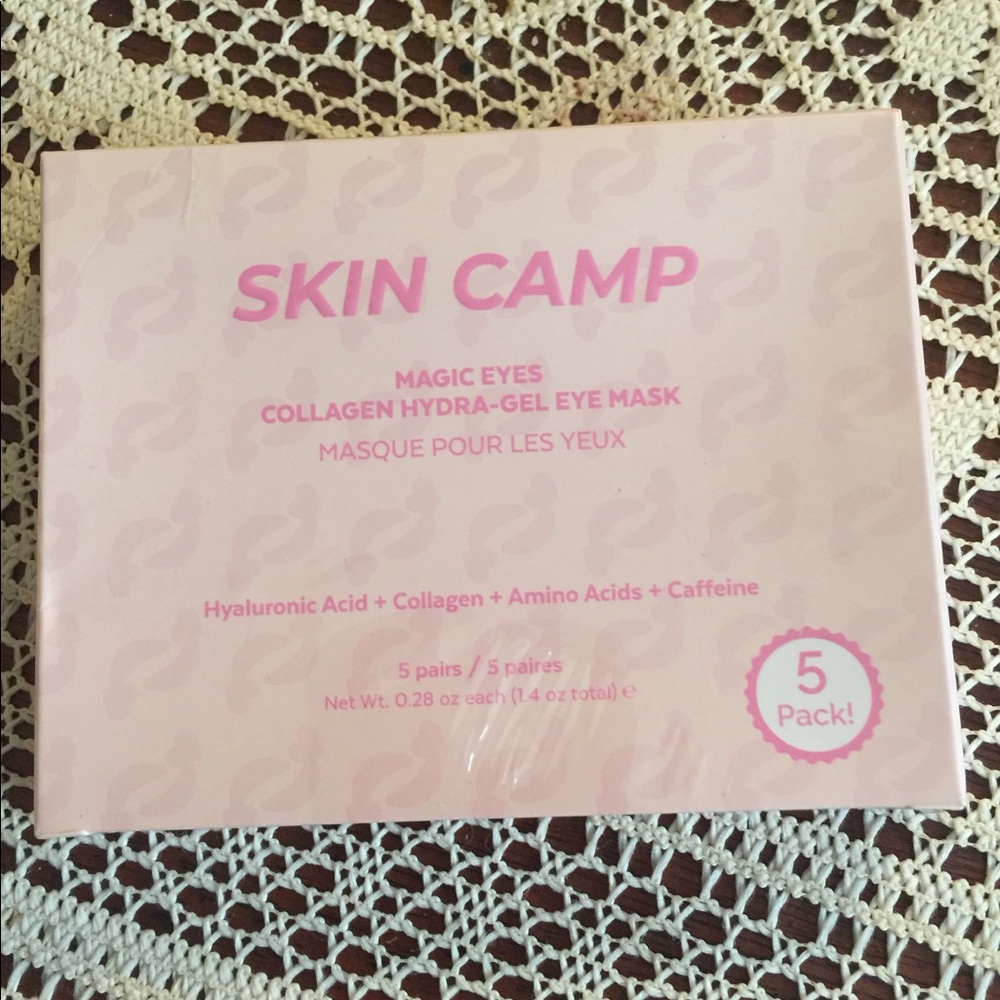 SKIN CAMP
MAGIC EYES
COLLAGEN HYDRA-GEL EYE MASK
MASQUE POUR LES YEUX
Hyaluronic Acid + Collagen + Amino Acids + Caffeine
5 pairs / 5 paires
Net Wt. 0.28 oz each (1.4 oz total) ℮
5
Pack!